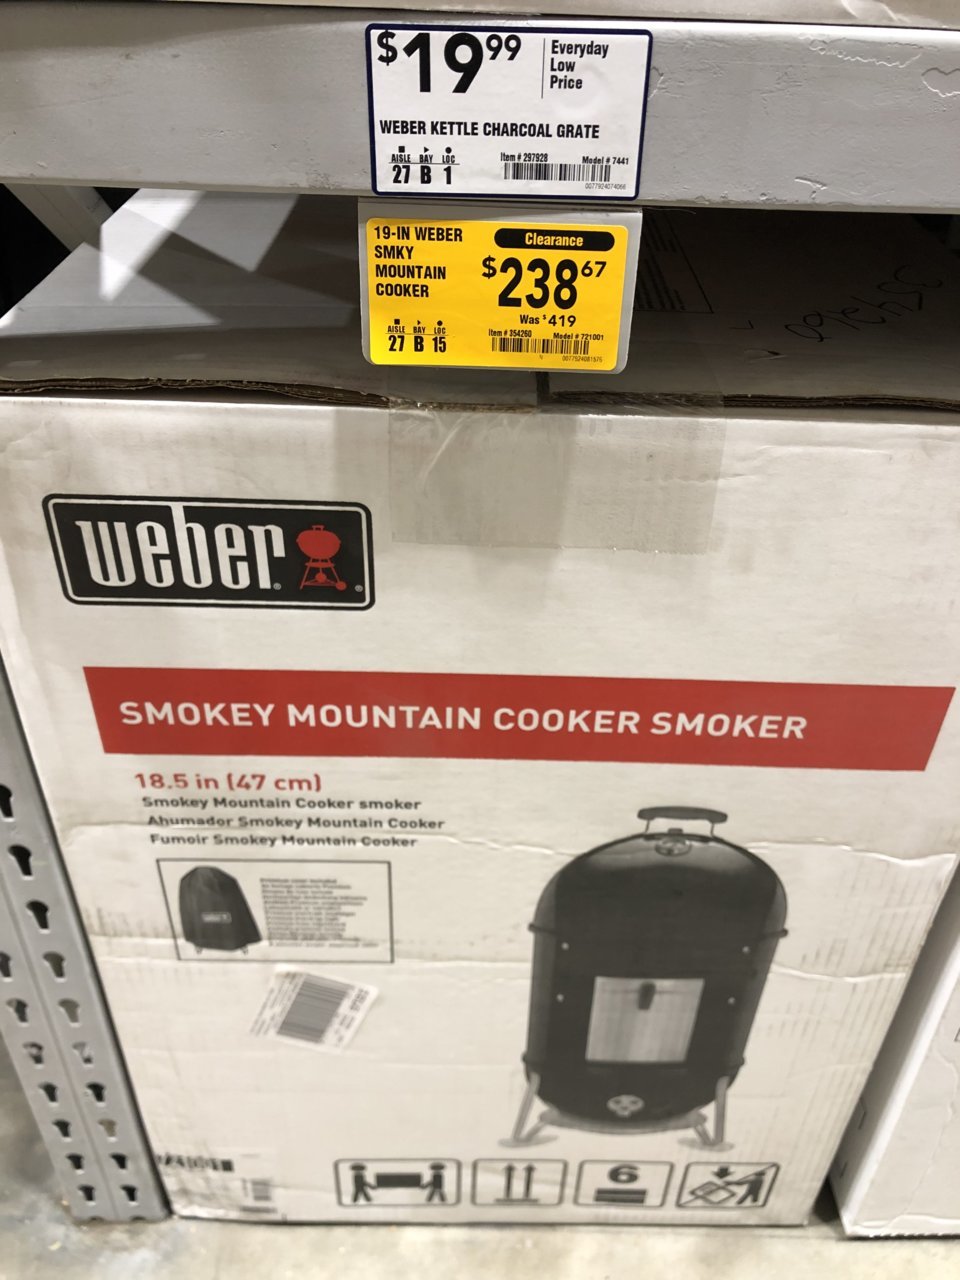 $19 99
Everyday
Low
Price
WEBER KETTLE CHARCOAL GRATE
AISLE BAY LOC
27 B 1
Item # 297928 Model # 7441
0077924074066
19-IN WEBER
SMKY
MOUNTAIN
COOKER
Clearance
$238 67
Was $419
AISLE BAY LOC
27 B 15
Item # 354260 Model # 721001
N 0077924081576
weber
SMOKEY MOUNTAIN COOKER SMOKER
18.5 in (47 cm)
Smokey Mountain Cooker smoker
Ahumador Smokey Mountain Cooker
Fumoir Smokey Mountain Cooker
weber
6